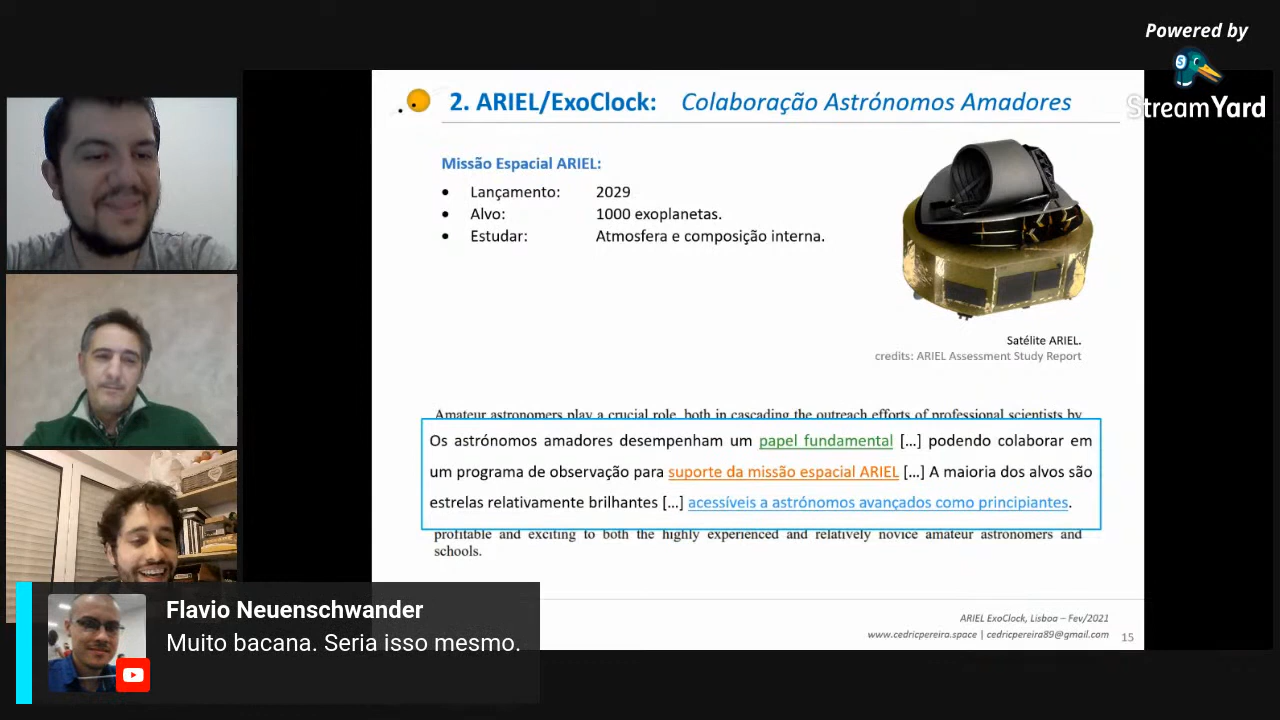 Powered by
StreamYard
2. ARIEL/ExoClock: Colaboração Astrónomos Amadores
Missão Espacial ARIEL:
• Lançamento: 2029
• Alvo: 1000 exoplanetas.
• Estudar: Atmosfera e composição interna.
Satélite ARIEL.
credits: ARIEL Assessment Study Report
Amateur astronomers play a crucial role, both in cascading the outreach efforts of professional scientists by
Os astrónomos amadores desempenham um papel fundamental [...] podendo colaborar em
um programa de observação para suporte da missão espacial ARIEL [...] A maioria dos alvos são
estrelas relativamente brilhantes [...] acessíveis a astrónomos avançados como principiantes.
profitable and exciting to both the highly experienced and relatively novice amateur astronomers and
schools.
ARIEL ExoClock, Lisboa – Fev/2021
www.cedricpereira.space | cedricpereira89@gmail.com
15
Flavio Neuenschwander
Muito bacana. Seria isso mesmo.